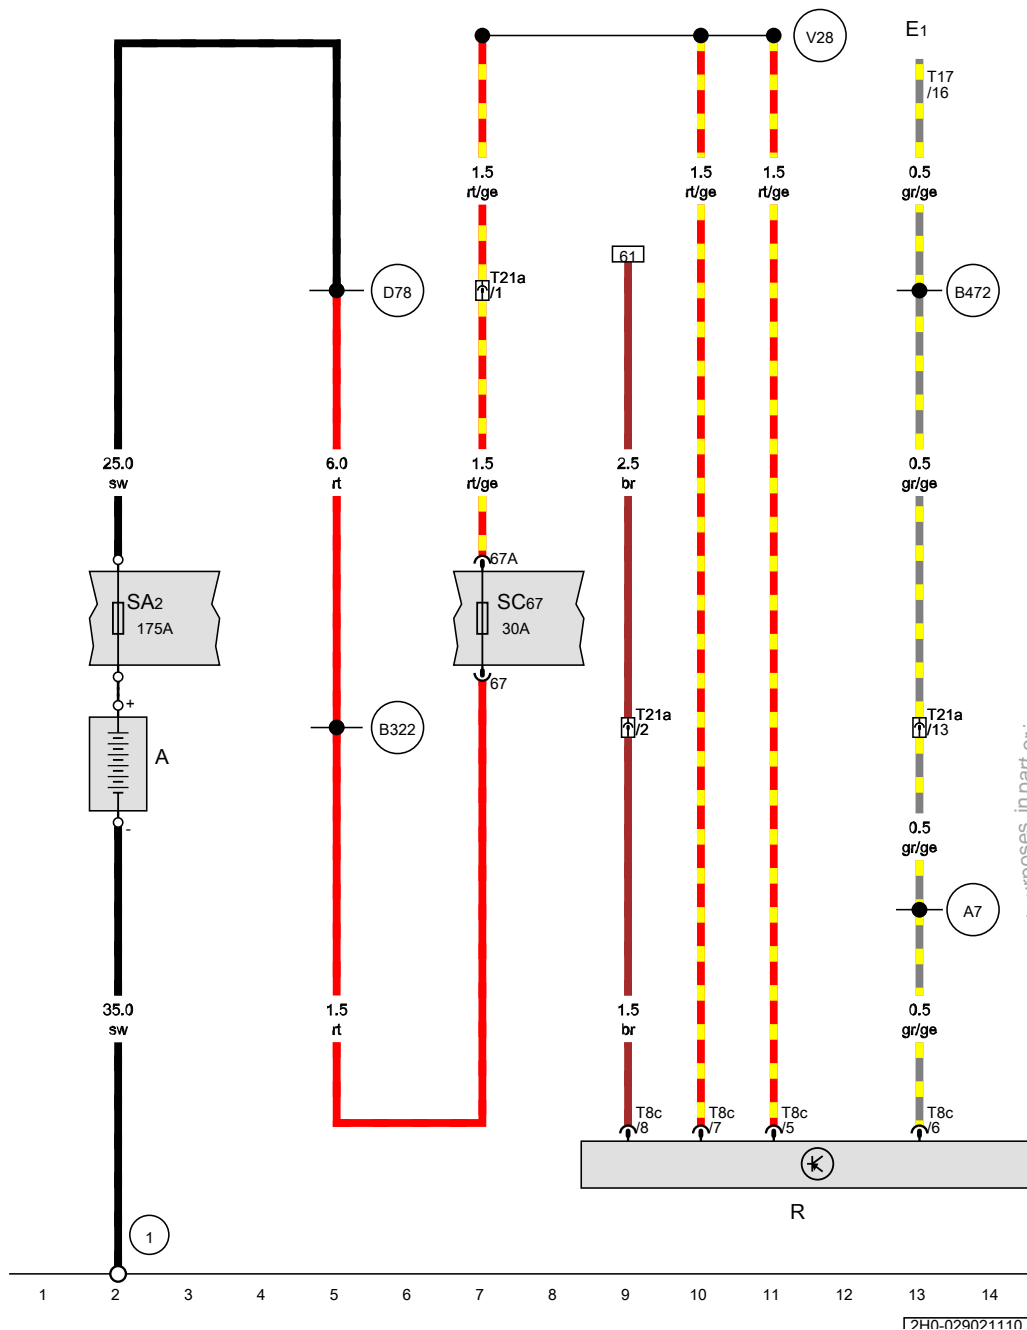 V28
E1
T17
/16
1.5
rt/ge
1.5
rt/ge
1.5
rt/ge
0.5
gr/ge
61
D78
T21a
/1
B472
25.0
sw
6.0
rt
1.5
rt/ge
2.5
br
0.5
gr/ge
67A
SA2
175A
SC67
30A
67
+
A
-
B322
T21a
/2
T21a
/13
0.5
gr/ge
A7
35.0
sw
1.5
rt
1.5
br
0.5
gr/ge
T8c
/8
T8c
/7
T8c
/5
T8c
/6
R
1
1 2 3 4 5 6 7 8 9 10 11 12 13 14
2H0-029021110